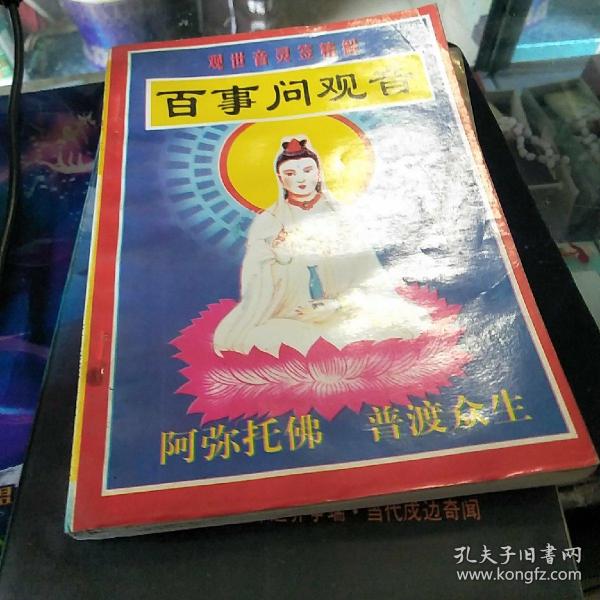 观世音灵签精解
百事问观音
阿弥托佛 普渡众生
当代戍边奇闻
孔夫子旧书网
www.kongfz.com